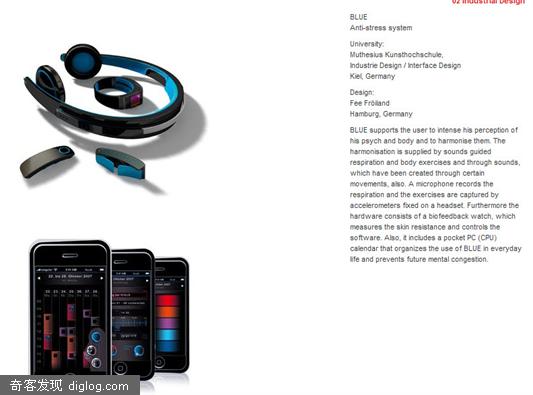 02 Industrial Design
BLUE
Anti-stress system
University:
Muthesius Kunsthochschule,
Industrie Design / Interface Design
Kiel, Germany
Design:
Fee Fröiland
Hamburg, Germany
BLUE supports the user to intense his perception of
his psych and body and to harmonise them. The
harmonisation is supplied by sounds guided
respiration and body exercises and through sounds,
which have been created through certain
movements, also. A microphone records the
respiration and the exercises are captured by
accelerometers fixed on a headset. Furthermore the
hardware consists of a biofeedback watch, which
measures the skin resistance and controls the
software. Also, it includes a pocket PC (CPU)
calendar that organizes the use of BLUE in everyday
life and prevents future mental congestion.
22. bis 28. Oktober 2007
Oktober 2007
奇客发现 diglog.com